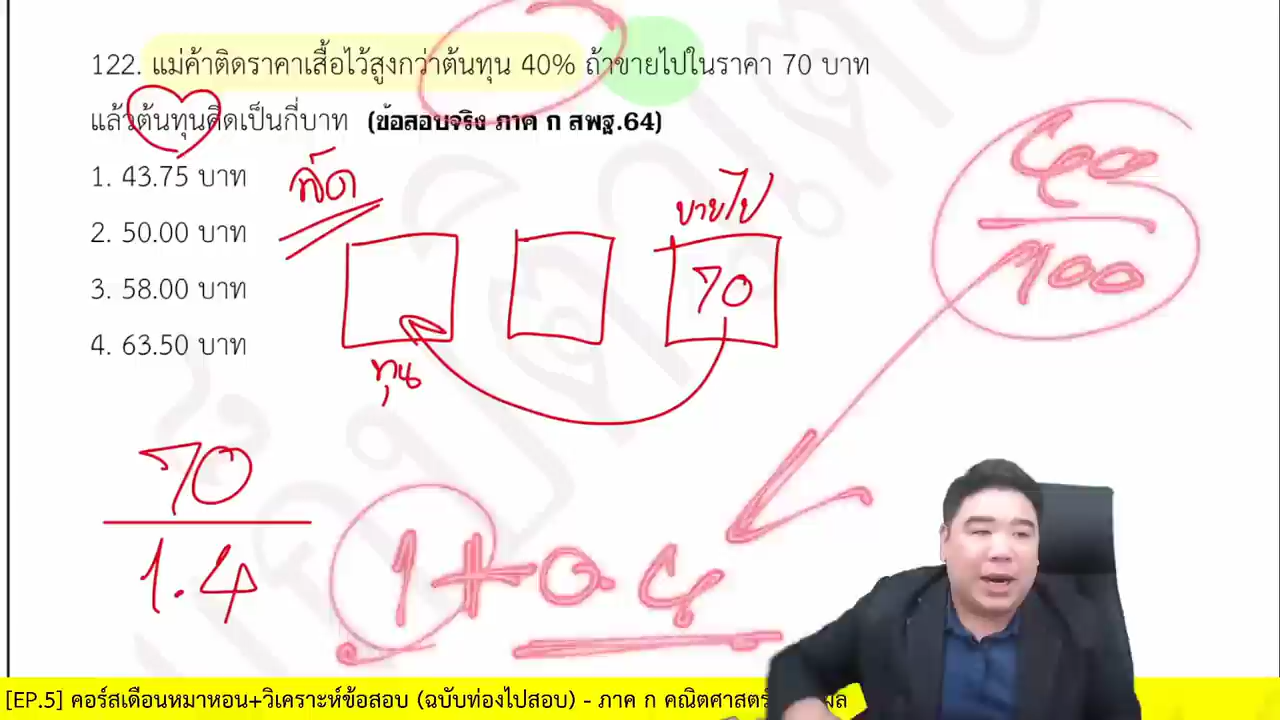 122. แม่ค้าติดราคาเสื้อไว้สูงกว่าต้นทุน 40% ถ้าขายไปในราคา 70 บาท
แล้วต้นทุนคิดเป็นกี่บาท (ข้อสอบจริง ภาค ก สพฐ.64)
1. 43.75 บาท
2. 50.00 บาท
3. 58.00 บาท
4. 63.50 บาท
ขายไป
70
ทุน
40
100
70
1.4
1+0.4
[EP.5] คอร์สเดือนหมาหอน+วิเคราะห์ข้อสอบ (ฉบับท่องไปสอบ) - ภาค ก คณิตศาสตร์